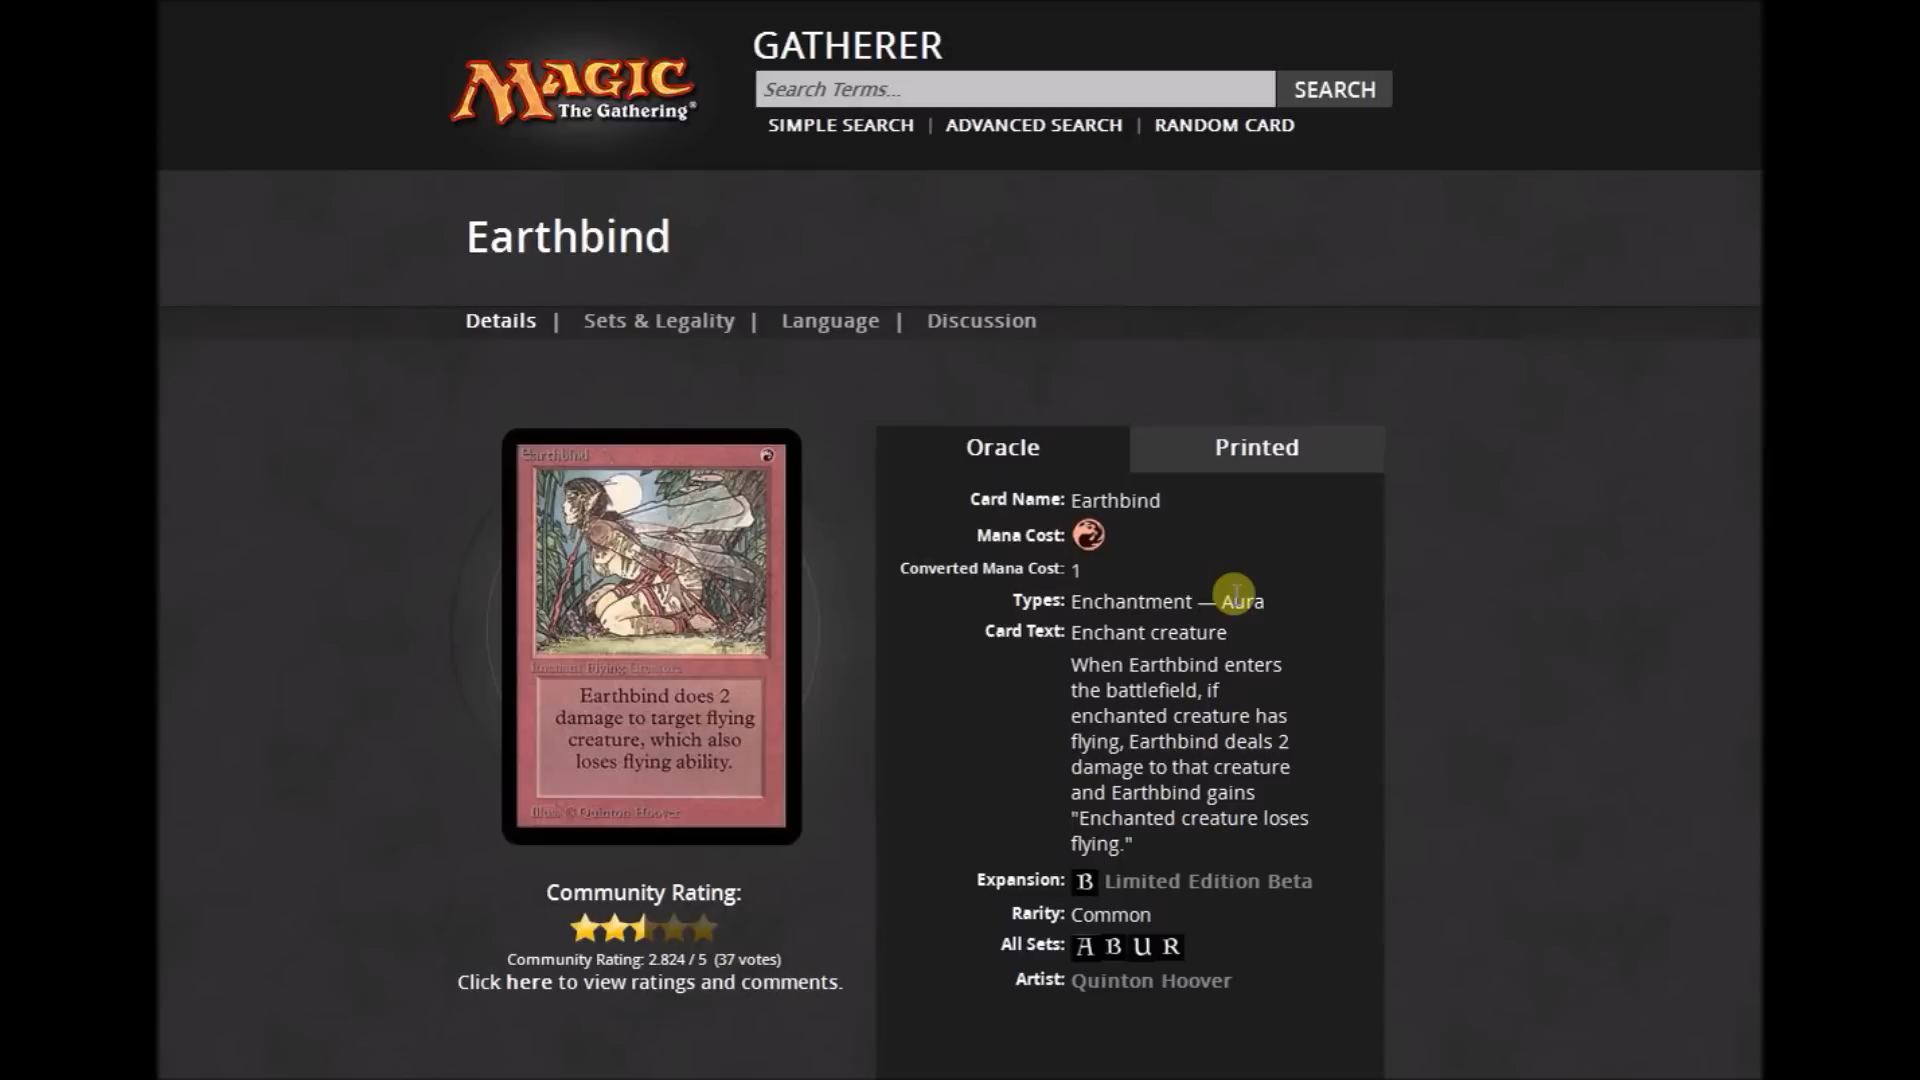 MAGIC
The Gathering®
GATHERER
Search Terms...
SEARCH
SIMPLE SEARCH | ADVANCED SEARCH | RANDOM CARD
Earthbind
Details | Sets & Legality | Language | Discussion
Earthbind
Earthbind does 2
damage to target flying
creature, which also
loses flying ability.
Illus. © Quinton Hoover
Community Rating:
Community Rating: 2.824 / 5 (37 votes)
Click here to view ratings and comments.
Oracle
Printed
Card Name: Earthbind
Mana Cost:
Converted Mana Cost: 1
Types: Enchantment — Aura
Card Text: Enchant creature
When Earthbind enters
the battlefield, if
enchanted creature has
flying, Earthbind deals 2
damage to that creature
and Earthbind gains
"Enchanted creature loses
flying."
Expansion: B Limited Edition Beta
Rarity: Common
All Sets: A B U R
Artist: Quinton Hoover